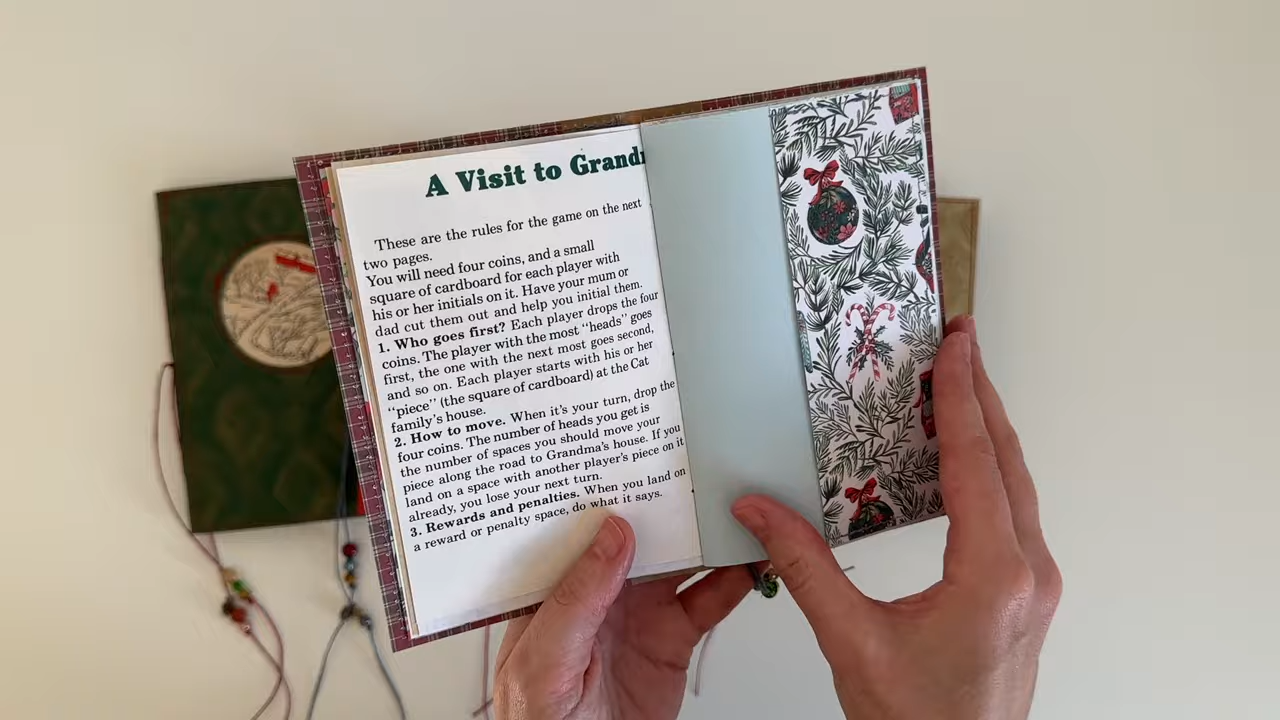 A Visit to Grand
These are the rules for the game on the next
two pages.
You will need four coins, and a small
square of cardboard for each player with
his or her initials on it. Have your mum or
dad cut them out and help you initial them.
1. Who goes first? Each player drops the four
coins. The player with the most “heads” goes
first, the one with the next most goes second,
and so on. Each player starts with his or her
“piece” (the square of cardboard) at the Cat
family’s house.
2. How to move. When it’s your turn, drop the
four coins. The number of heads you get is
the number of spaces you should move your
piece along the road to Grandma’s house. If you
land on a space with another player’s piece on it
already, you lose your next turn.
3. Rewards and penalties. When you land on
a reward or penalty space, do what it says.